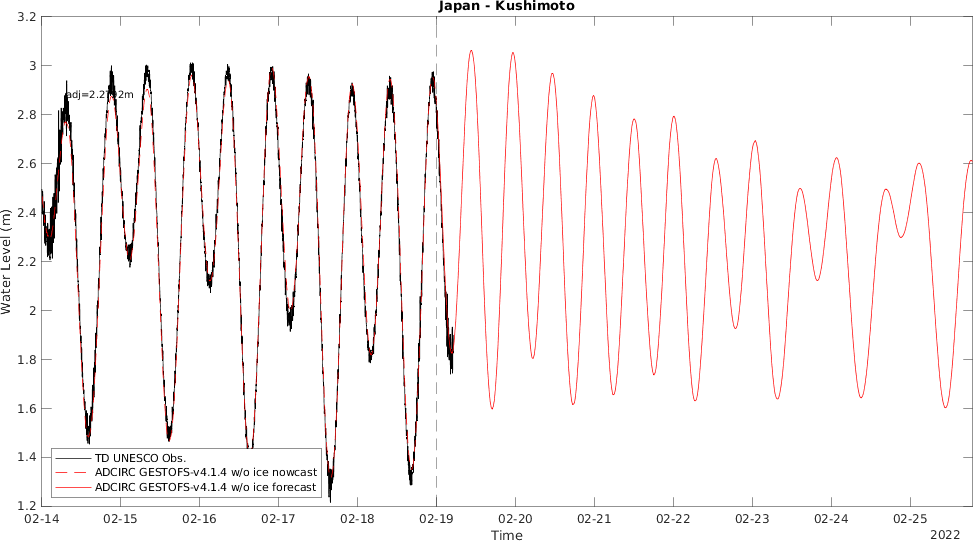 Japan - Kushimoto
3.2
3
2.8
2.6
2.4
2.2
2
1.8
1.6
1.4
1.2
Water Level (m)
adj=2.2792m
TD UNESCO Obs.
ADCIRC GESTOFS-v4.1.4 w/o ice nowcast
ADCIRC GESTOFS-v4.1.4 w/o ice forecast
02-14 02-15 02-16 02-17 02-18 02-19 02-20 02-21 02-22 02-23 02-24 02-25
Time
2022